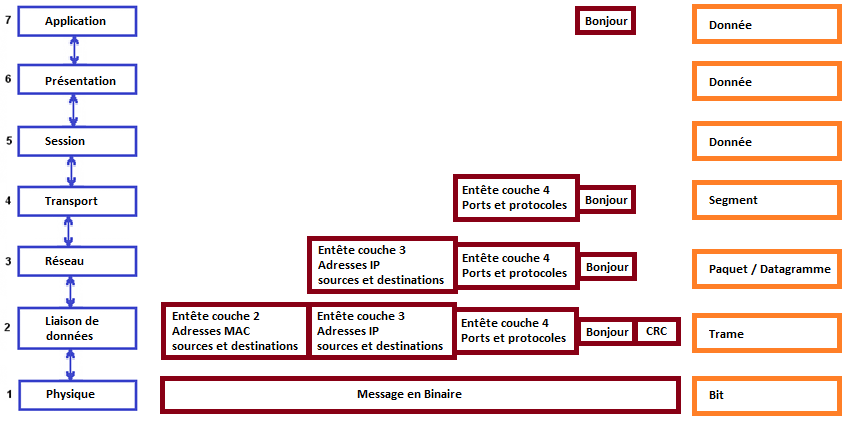 7 Application Bonjour Donnée
6 Présentation Donnée
5 Session Donnée
4 Transport
Entête couche 4
Ports et protocoles
Bonjour
Segment
3 Réseau
Entête couche 3
Adresses IP
sources et destinations
Entête couche 4
Ports et protocoles
Bonjour
Paquet / Datagramme
2 Liaison de
données
Entête couche 2
Adresses MAC
sources et destinations
Entête couche 3
Adresses IP
sources et destinations
Entête couche 4
Ports et protocoles
Bonjour
CRC
Trame
1 Physique Message en Binaire Bit